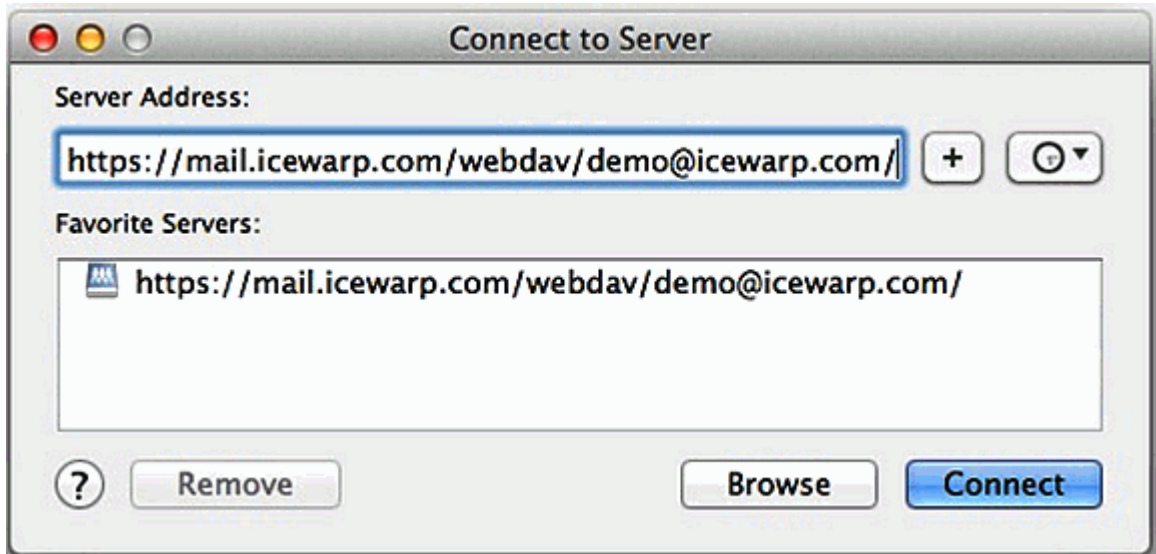 Connect to Server
Server Address:
https://mail.icewarp.com/webdav/demo@icewarp.com/
+
Favorite Servers:
https://mail.icewarp.com/webdav/demo@icewarp.com/
? Remove Browse Connect